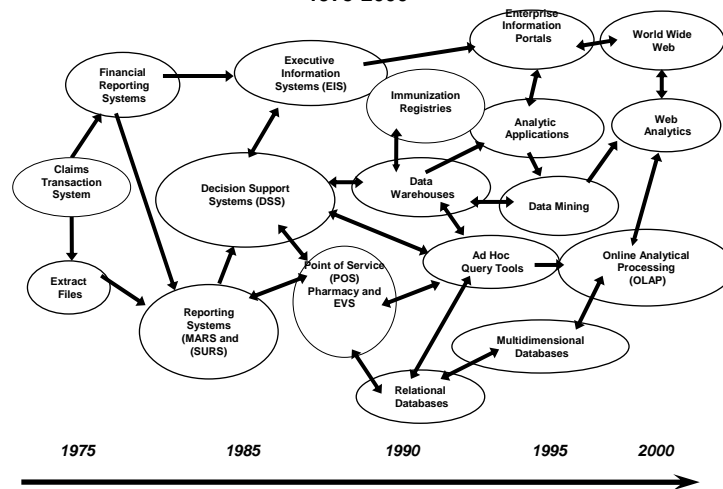 Enterprise
Information
Portals
World Wide
Web
Executive
Information
Systems (EIS)
Financial
Reporting
Systems
Immunization
Registries
Analytic
Applications
Web
Analytics
Claims
Transaction
System
Decision Support
Systems (DSS)
Data
Warehouses
Data Mining
Extract
Files
Point of Service
(POS)
Pharmacy and
EVS
Ad Hoc
Query Tools
Online Analytical
Processing
(OLAP)
Reporting
Systems
(MARS and
(SURS)
Multidimensional
Databases
Relational
Databases
1975
1985
1990
1995
2000